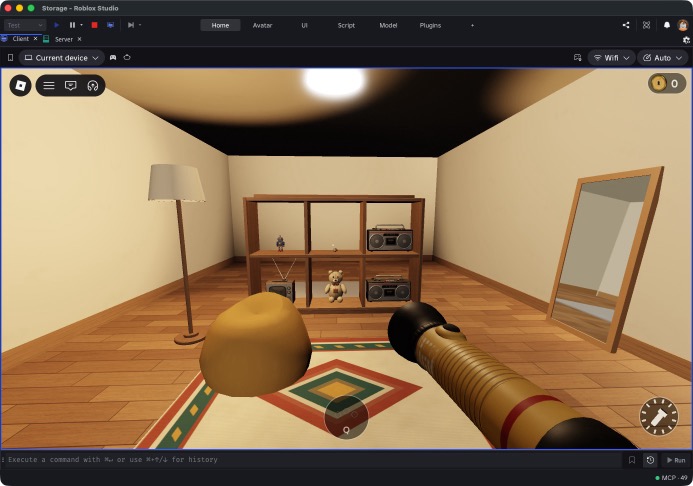 Storage - Roblox Studio
Test
Home
Avatar
UI
Script
Model
Plugins
+
Client ×
Server ×
Current device
Wifi
Auto
0
Q
Execute a command with ⌘↵ or use ⌘+↑/↓ for history
Run
MCP · 49